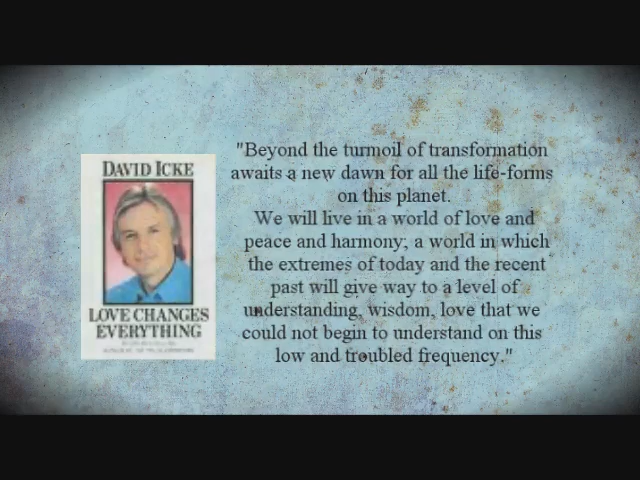 DAVID ICKE
LOVE CHANGES
EVERYTHING
"Beyond the turmoil of transformation
awaits a new dawn for all the life-forms
on this planet.
We will live in a world of love and
peace and harmony; a world in which
the extremes of today and the recent
past will give way to a level of
understanding, wisdom, love that we
could not begin to understand on this
low and troubled frequency."